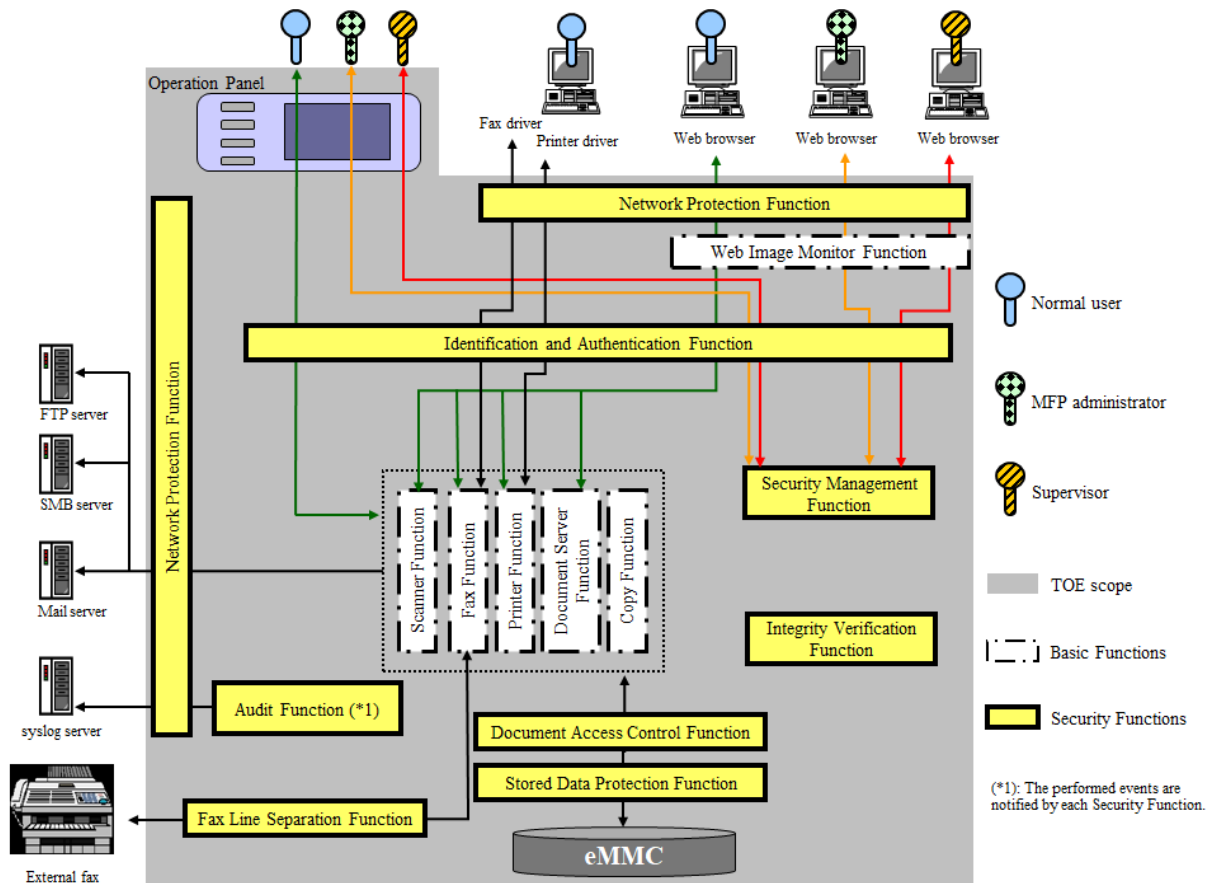 Operation Panel
Fax driver
Printer driver
Web browser
Web browser
Web browser
Network Protection Function
Web Image Monitor Function
Identification and Authentication Function
Network Protection Function
FTP server
SMB server
Mail server
syslog server
External fax
Scanner Function
Fax Function
Printer Function
Document Server
Function
Copy Function
Security Management
Function
Integrity Verification
Function
Audit Function (*1)
Document Access Control Function
Stored Data Protection Function
Fax Line Separation Function
eMMC
Normal user
MFP administrator
Supervisor
TOE scope
Basic Functions
Security Functions
(*1): The performed events are
notified by each Security Function.